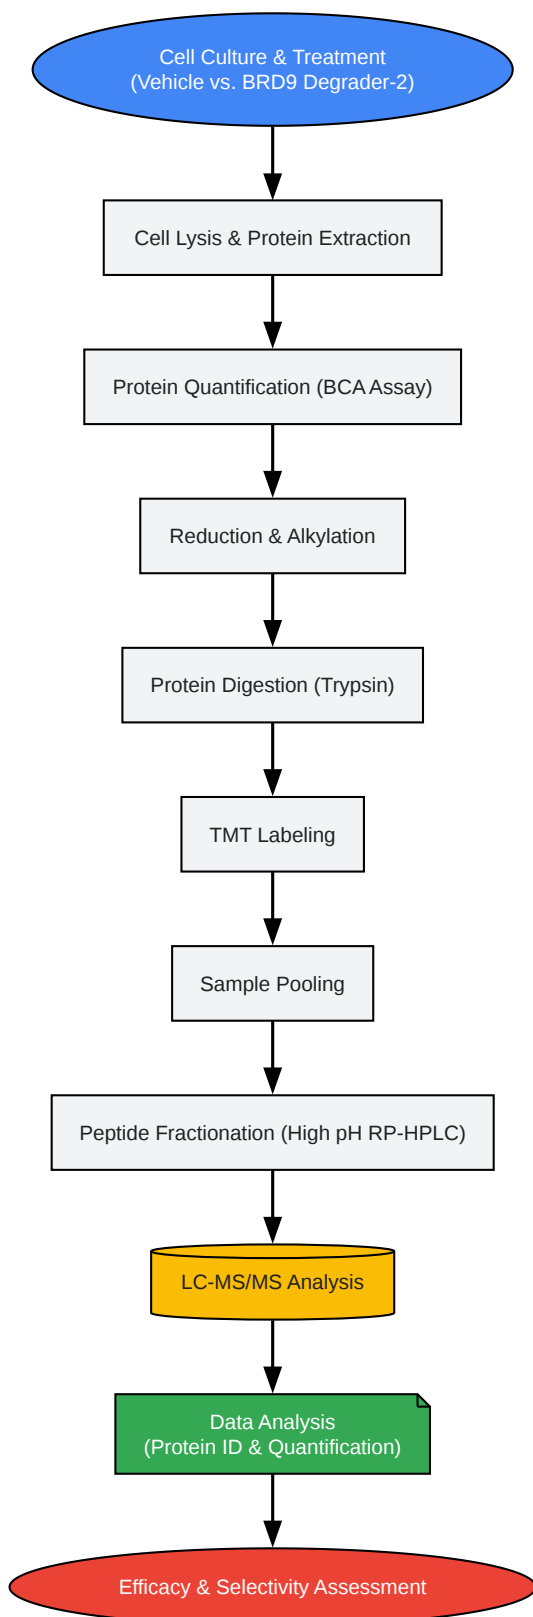 Cell Culture & Treatment
(Vehicle vs. BRD9 Degrader-2)
Cell Lysis & Protein Extraction
Protein Quantification (BCA Assay)
Reduction & Alkylation
Protein Digestion (Trypsin)
TMT Labeling
Sample Pooling
Peptide Fractionation (High pH RP-HPLC)
LC-MS/MS Analysis
Data Analysis
(Protein ID & Quantification)
Efficacy & Selectivity Assessment